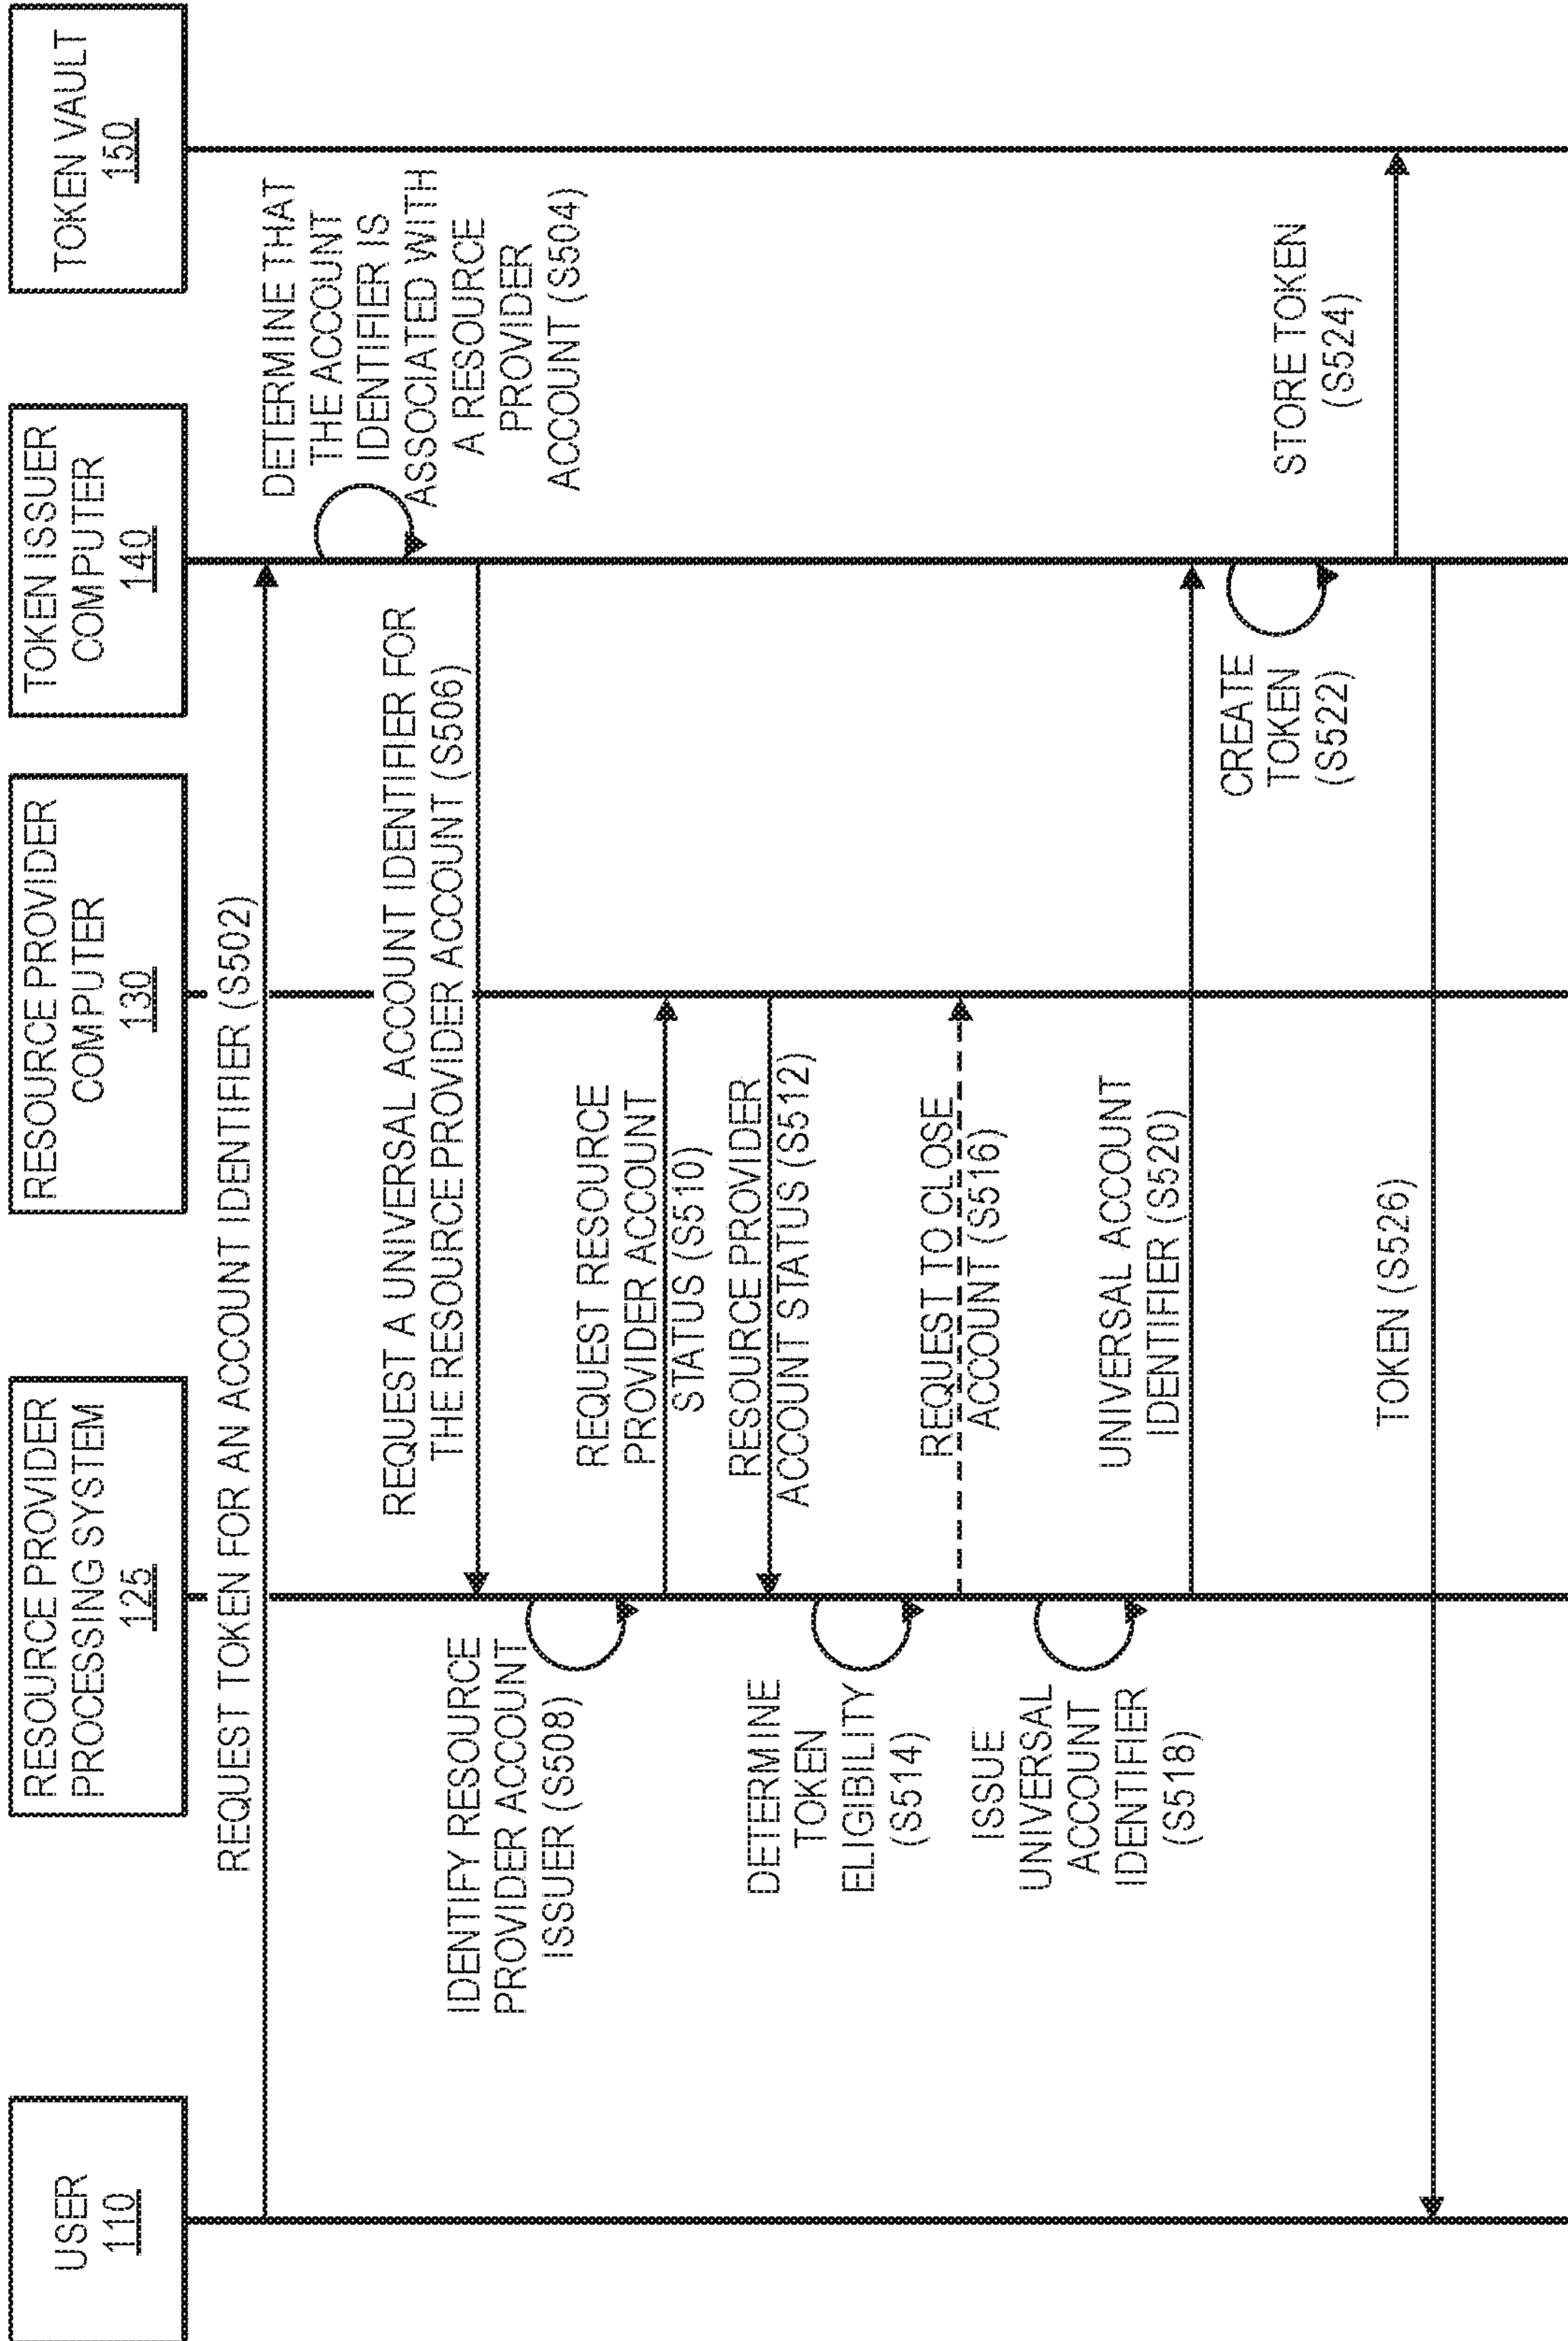 USER
110
RESOURCE PROVIDER
PROCESSING SYSTEM
125
RESOURCE PROVIDER
COMPUTER
130
TOKEN ISSUER
COMPUTER
140
TOKEN VAULT
150
REQUEST TOKEN FOR AN ACCOUNT IDENTIFIER (S502)
DETERMINE THAT
THE ACCOUNT
IDENTIFIER IS
ASSOCIATED WITH
A RESOURCE
PROVIDER
ACCOUNT (S504)
REQUEST A UNIVERSAL ACCOUNT IDENTIFIER FOR
THE RESOURCE PROVIDER ACCOUNT (S506)
IDENTIFY RESOURCE
PROVIDER ACCOUNT
ISSUER (S508)
REQUEST RESOURCE
PROVIDER ACCOUNT
STATUS (S510)
RESOURCE PROVIDER
ACCOUNT STATUS (S512)
DETERMINE
TOKEN
ELIGIBILITY
(S514)
REQUEST TO CLOSE
ACCOUNT (S516)
ISSUE
UNIVERSAL
ACCOUNT
IDENTIFIER
(S518)
UNIVERSAL ACCOUNT
IDENTIFIER (S520)
CREATE
TOKEN
(S522)
STORE TOKEN
(S524)
TOKEN (S526)